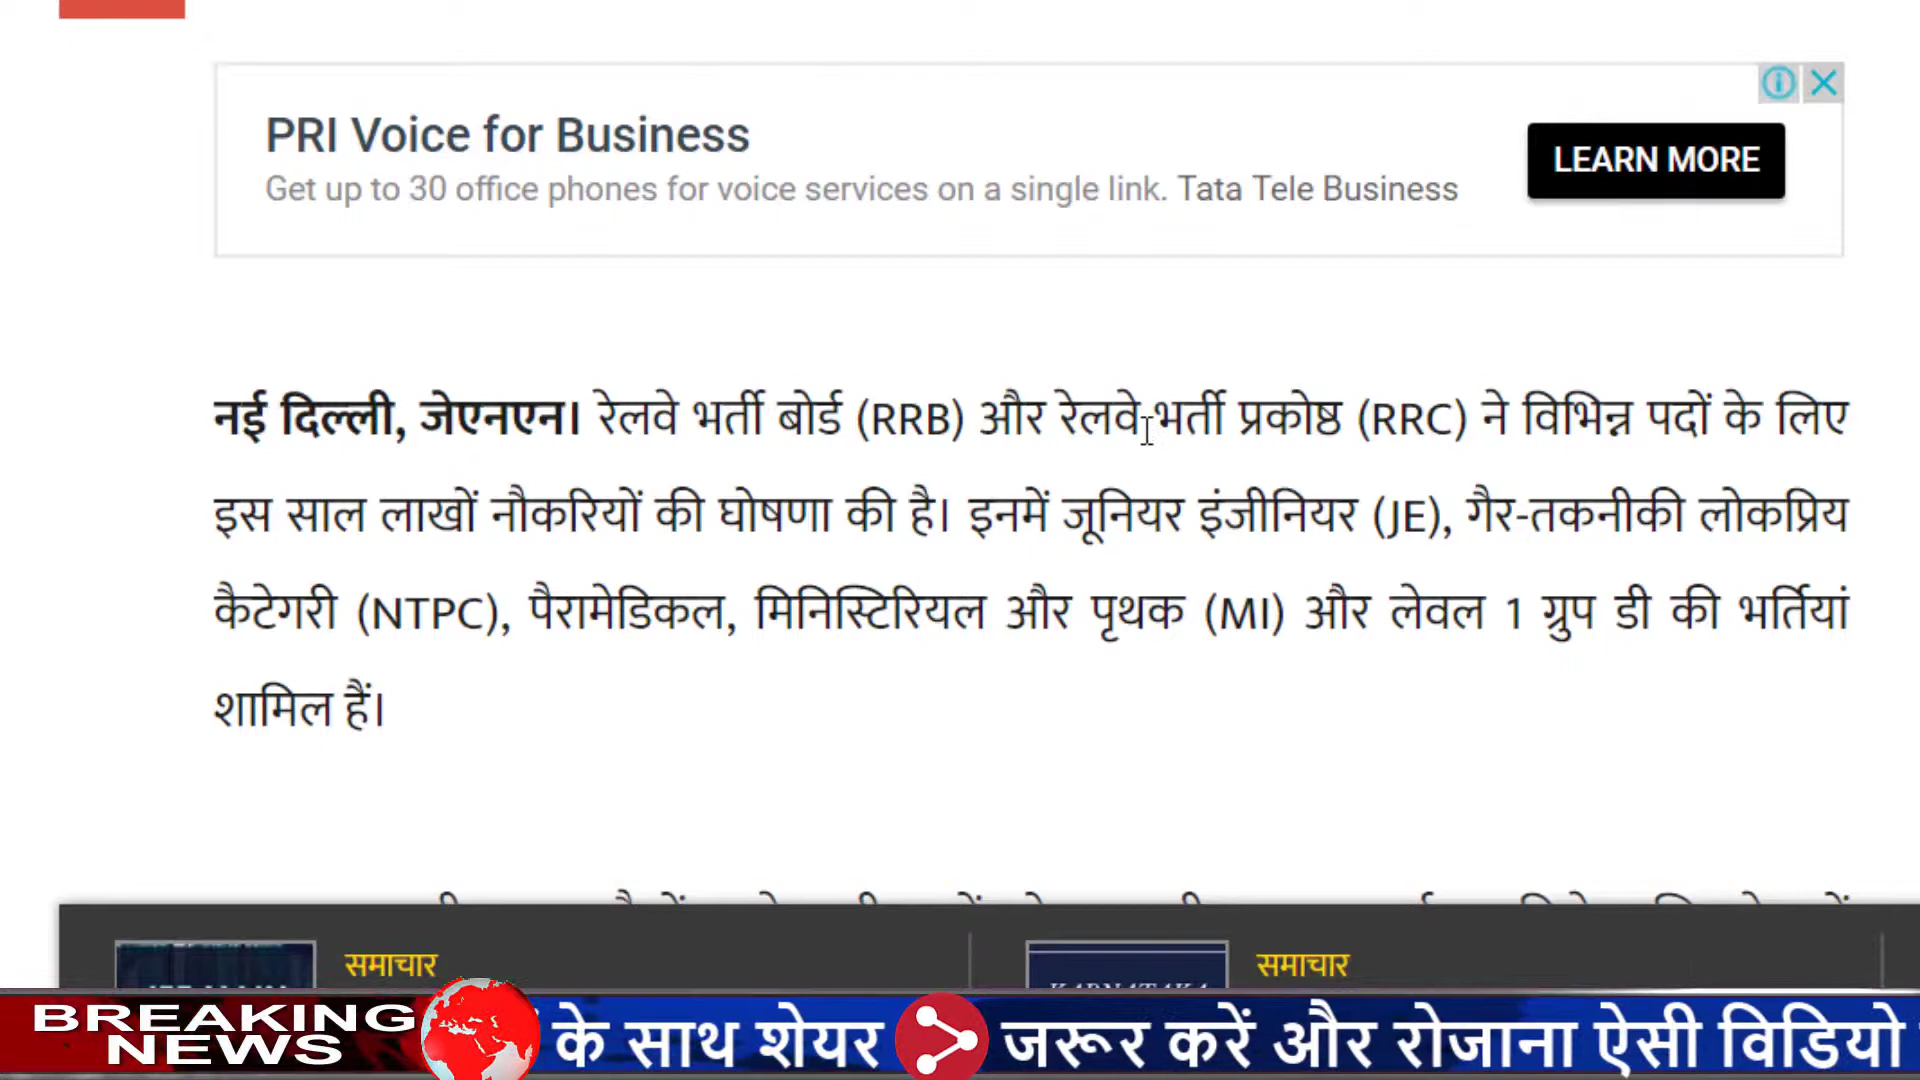 PRI Voice for Business
Get up to 30 office phones for voice services on a single link. Tata Tele Business
LEARN MORE
नई दिल्ली, जेएनएन। रेलवे भर्ती बोर्ड (RRB) और रेलवे भर्ती प्रकोष्ठ (RRC) ने विभिन्न पदों के लिए
इस साल लाखों नौकरियों की घोषणा की है। इनमें जूनियर इंजीनियर (JE), गैर-तकनीकी लोकप्रिय
कैटेगरी (NTPC), पैरामेडिकल, मिनिस्टिरियल और पृथक (MI) और लेवल 1 ग्रुप डी की भर्तियां
शामिल हैं।
समाचार
समाचार
KARNATAKA
BREAKING
NEWS
के साथ शेयर जरूर करें और रोजाना ऐसी विडियो